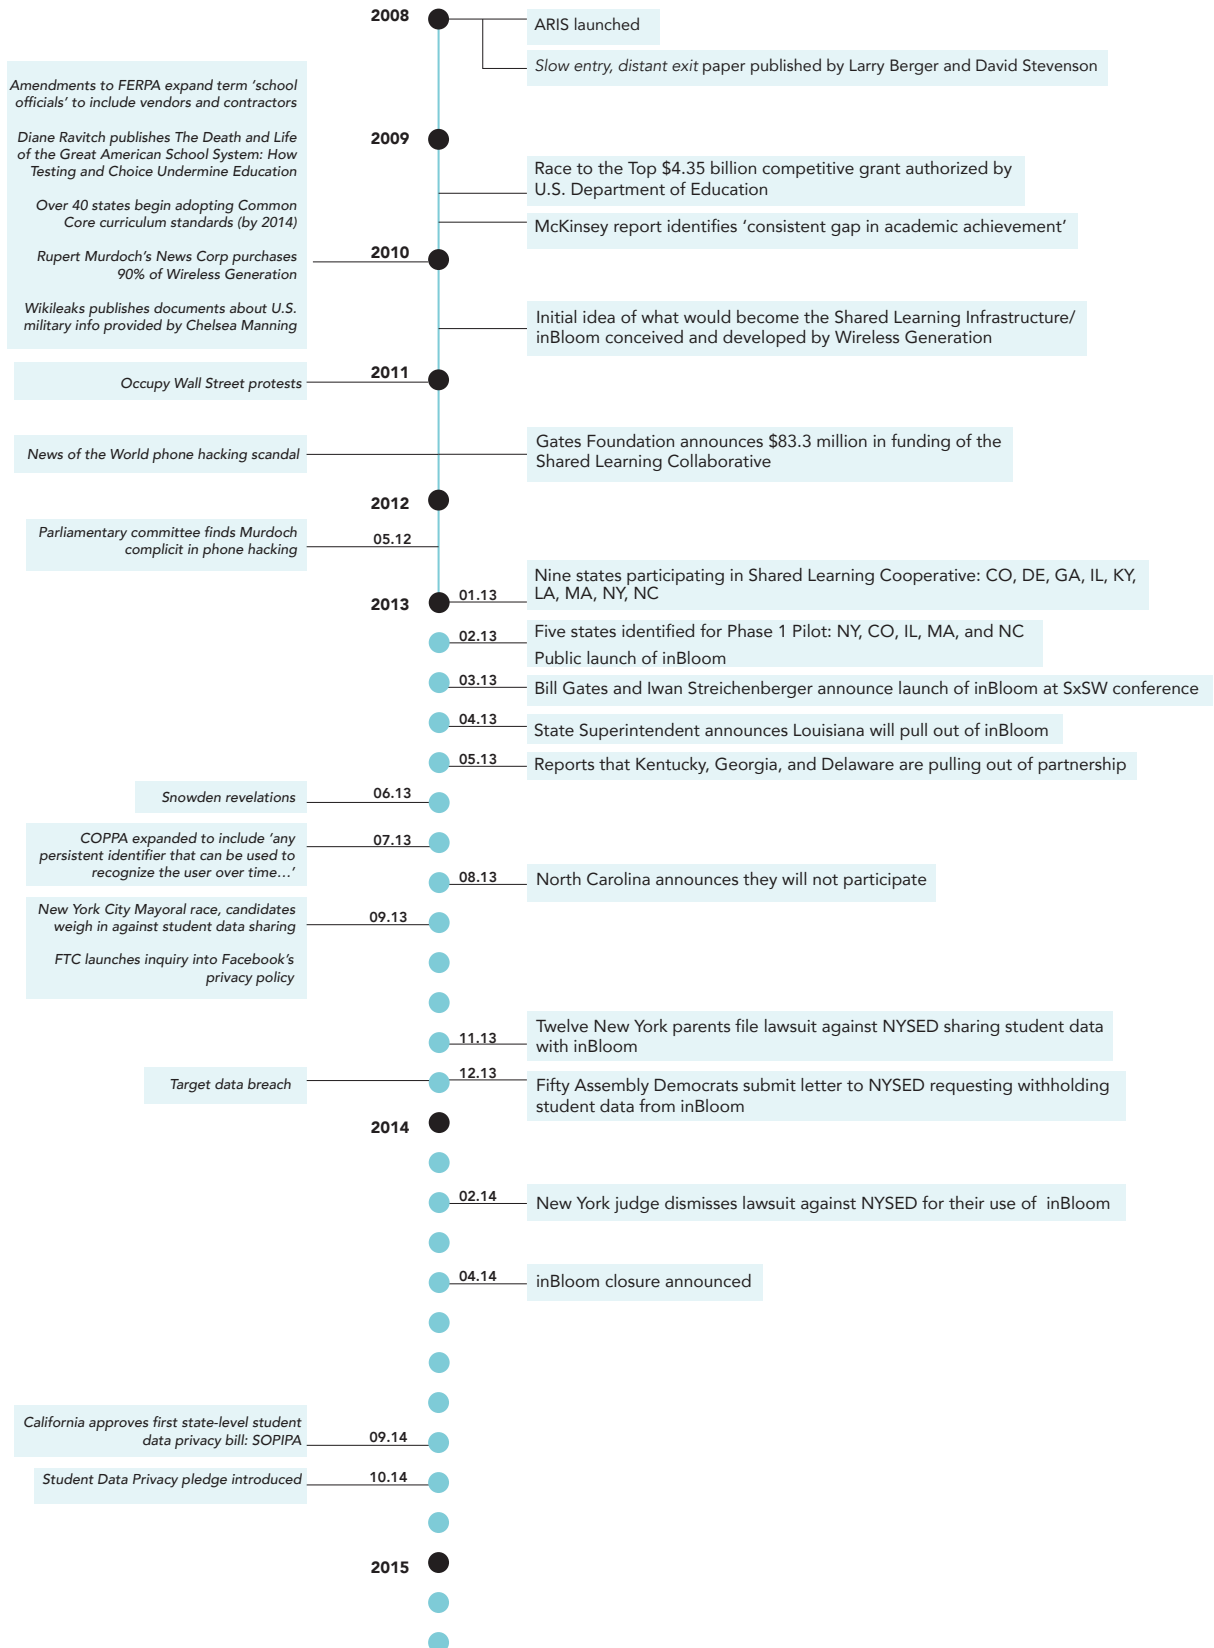 2008
ARIS launched
Slow entry, distant exit paper published by Larry Berger and David Stevenson
Amendments to FERPA expand term ‘school
officials’ to include vendors and contractors
Diane Ravitch publishes The Death and Life
of the Great American School System: How
Testing and Choice Undermine Education
Over 40 states begin adopting Common
Core curriculum standards (by 2014)
Rupert Murdoch’s News Corp purchases
90% of Wireless Generation
Wikileaks publishes documents about U.S.
military info provided by Chelsea Manning
2009
Race to the Top $4.35 billion competitive grant authorized by
U.S. Department of Education
McKinsey report identifies ‘consistent gap in academic achievement’
2010
Initial idea of what would become the Shared Learning Infrastructure/
inBloom conceived and developed by Wireless Generation
Occupy Wall Street protests
2011
News of the World phone hacking scandal
Gates Foundation announces $83.3 million in funding of the
Shared Learning Collaborative
2012
Parliamentary committee finds Murdoch
complicit in phone hacking
05.12
2013
01.13
Nine states participating in Shared Learning Cooperative: CO, DE, GA, IL, KY,
LA, MA, NY, NC
02.13
Five states identified for Phase 1 Pilot: NY, CO, IL, MA, and NC
Public launch of inBloom
03.13
Bill Gates and Iwan Streichenberger announce launch of inBloom at SxSW conference
04.13
State Superintendent announces Louisiana will pull out of inBloom
05.13
Reports that Kentucky, Georgia, and Delaware are pulling out of partnership
Snowden revelations
06.13
COPPA expanded to include ‘any
persistent identifier that can be used to
recognize the user over time…’
07.13
08.13
North Carolina announces they will not participate
New York City Mayoral race, candidates
weigh in against student data sharing
FTC launches inquiry into Facebook’s
privacy policy
09.13
11.13
Twelve New York parents file lawsuit against NYSED sharing student data
with inBloom
Target data breach
12.13
Fifty Assembly Democrats submit letter to NYSED requesting withholding
student data from inBloom
2014
02.14
New York judge dismisses lawsuit against NYSED for their use of  inBloom
04.14
inBloom closure announced
California approves first state-level student
data privacy bill: SOPIPA
09.14
Student Data Privacy pledge introduced
10.14
2015